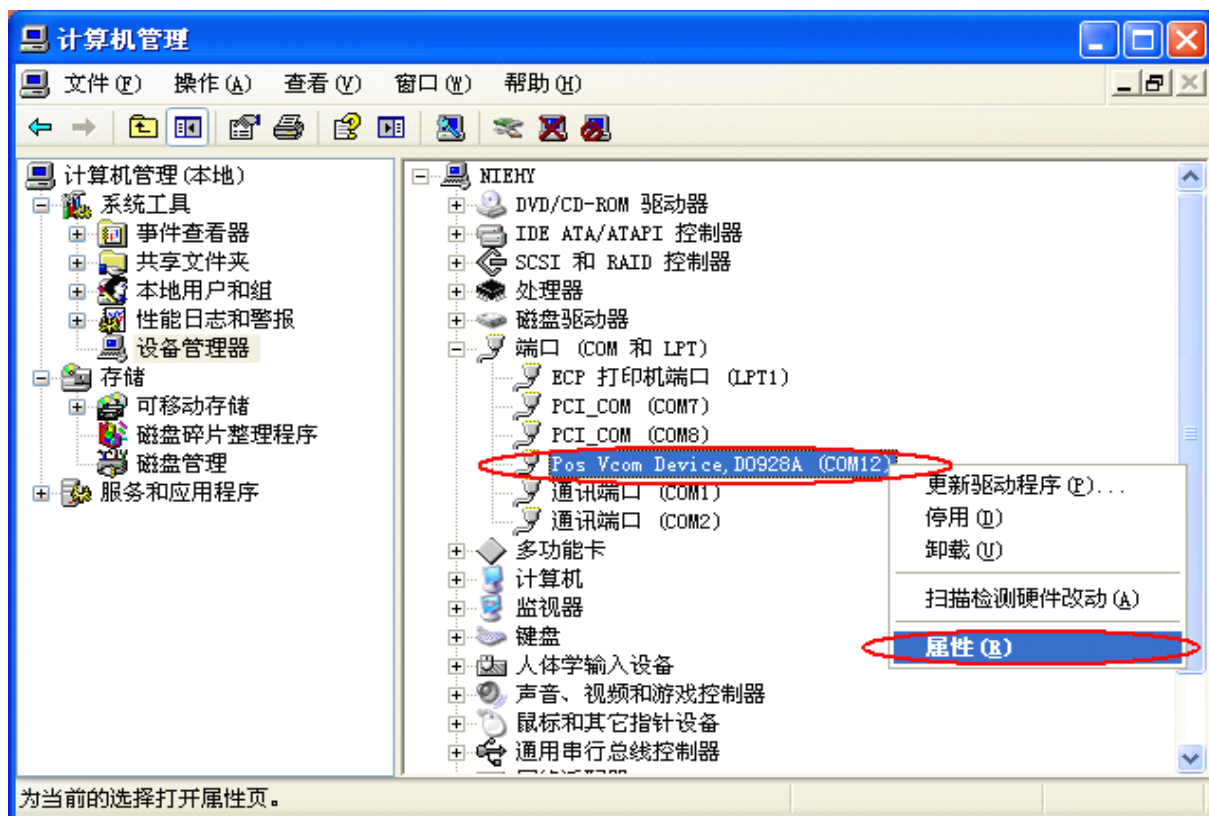 计算机管理
文件(F) 操作(A) 查看(V) 窗口(W) 帮助(H)
计算机管理(本地)
系统工具
事件查看器
共享文件夹
本地用户和组
性能日志和警报
设备管理器
存储
可移动存储
磁盘碎片整理程序
磁盘管理
服务和应用程序
NIEHY
DVD/CD-ROM 驱动器
IDE ATA/ATAPI 控制器
SCSI 和 RAID 控制器
处理器
磁盘驱动器
端口 (COM 和 LPT)
ECP 打印机端口 (LPT1)
PCI_COM (COM7)
PCI_COM (COM8)
Pos Vcom Device,D0928A (COM12)
通讯端口 (COM1)
通讯端口 (COM2)
多功能卡
计算机
监视器
键盘
人体学输入设备
声音、视频和游戏控制器
鼠标和其它指针设备
通用串行总线控制器
更新驱动程序(P)...
停用(D)
卸载(U)
扫描检测硬件改动(A)
属性(R)
为当前的选择打开属性页。